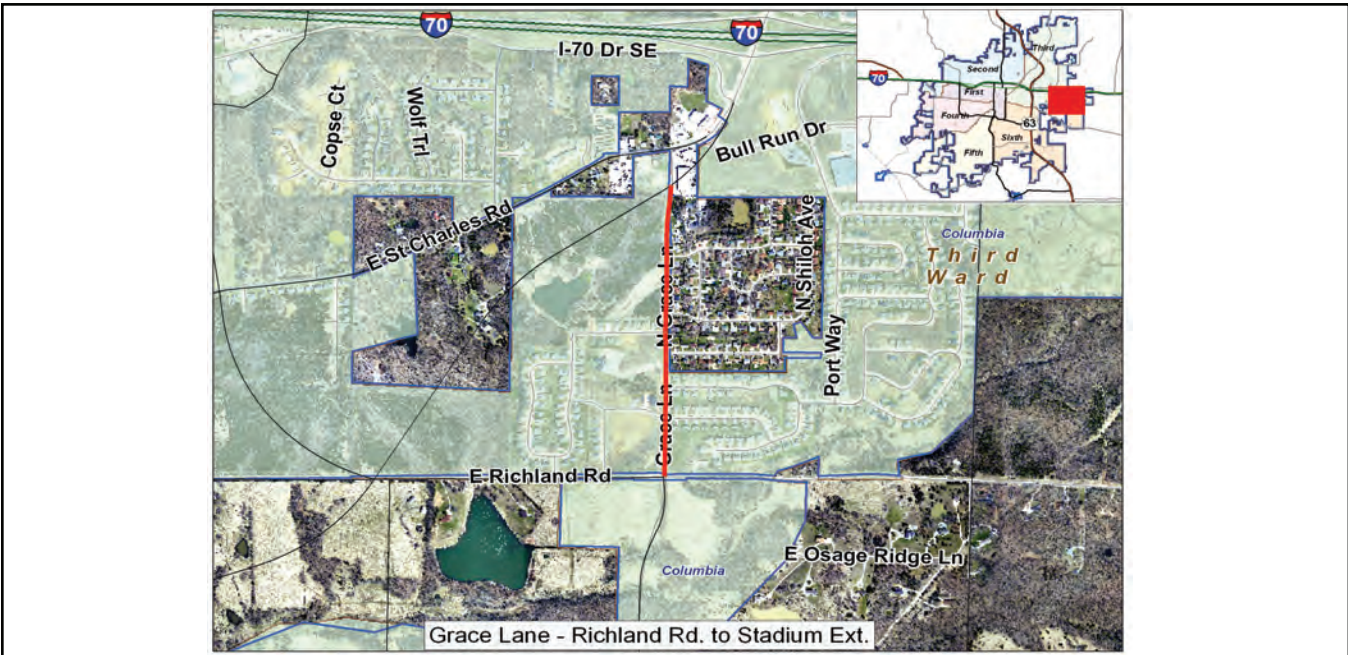 70
70
I-70 Dr SE
Copse Ct
Wolf Trl
Bull Run Dr
E St Charles Rd
N Grace Ln
N Shiloh Ave
Port Way
Grace Ln
E Richland Rd
E Osage Ridge Ln
Columbia
Third
Ward
Columbia
Third
Second
70
First
Fourth
63
Sixth
Fifth
Grace Lane - Richland Rd. to Stadium Ext.